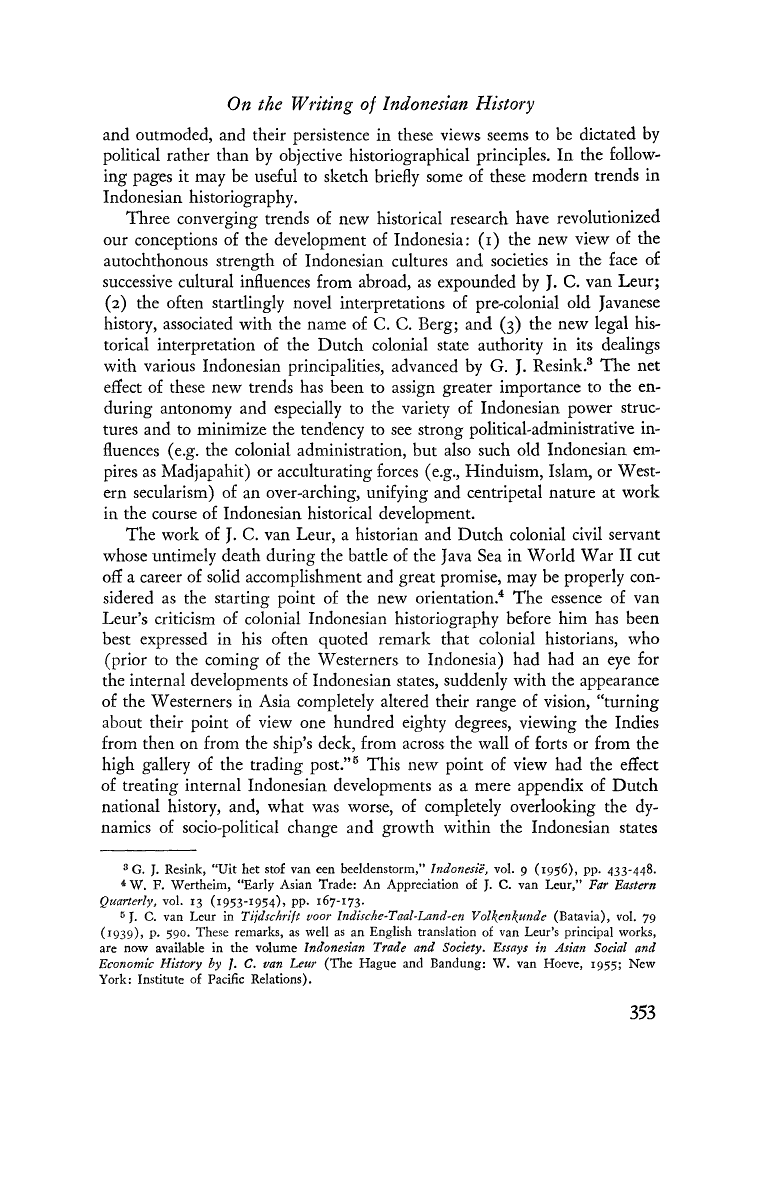 On the Writing of Indonesian History
and outmoded, and their persistence in these views seems to be dictated by
political rather than by objective historiographical principles. In the follow-
ing pages it may be useful to sketch briefly some of these modern trends in
Indonesian historiography.
Three converging trends of new historical research have revolutionized
our conceptions of the development of Indonesia: (1) the new view of the
autochthonous strength of Indonesian cultures and societies in the face of
successive cultural influences from abroad, as expounded by J. C. van Leur;
(2) the often startlingly novel interpretations of pre-colonial old Javanese
history, associated with the name of C. C. Berg; and (3) the new legal his-
torical interpretation of the Dutch colonial state authority in its dealings
with various Indonesian principalities, advanced by G. J. Resink.³ The net
effect of these new trends has been to assign greater importance to the en-
during antonomy and especially to the variety of Indonesian power struc-
tures and to minimize the tendency to see strong political-administrative in-
fluences (e.g. the colonial administration, but also such old Indonesian em-
pires as Madjapahit) or acculturating forces (e.g., Hinduism, Islam, or West-
ern secularism) of an over-arching, unifying and centripetal nature at work
in the course of Indonesian historical development.
The work of J. C. van Leur, a historian and Dutch colonial civil servant
whose untimely death during the battle of the Java Sea in World War II cut
off a career of solid accomplishment and great promise, may be properly con-
sidered as the starting point of the new orientation.⁴ The essence of van
Leur's criticism of colonial Indonesian historiography before him has been
best expressed in his often quoted remark that colonial historians, who
(prior to the coming of the Westerners to Indonesia) had had an eye for
the internal developments of Indonesian states, suddenly with the appearance
of the Westerners in Asia completely altered their range of vision, "turning
about their point of view one hundred eighty degrees, viewing the Indies
from then on from the ship's deck, from across the wall of forts or from the
high gallery of the trading post."⁵ This new point of view had the effect
of treating internal Indonesian developments as a mere appendix of Dutch
national history, and, what was worse, of completely overlooking the dy-
namics of socio-political change and growth within the Indonesian states
³ G. J. Resink, "Uit het stof van een beeldenstorm," Indonesië, vol. 9 (1956), pp. 433-448.
⁴ W. F. Wertheim, "Early Asian Trade: An Appreciation of J. C. van Leur," Far Eastern
Quarterly, vol. 13 (1953-1954), pp. 167-173.
⁵ J. C. van Leur in Tijdschrift voor Indische-Taal-Land-en Volkenkunde (Batavia), vol. 79
(1939), p. 590. These remarks, as well as an English translation of van Leur's principal works,
are now available in the volume Indonesian Trade and Society. Essays in Asian Social and
Economic History by J. C. van Leur (The Hague and Bandung: W. van Hoeve, 1955; New
York: Institute of Pacific Relations).
353